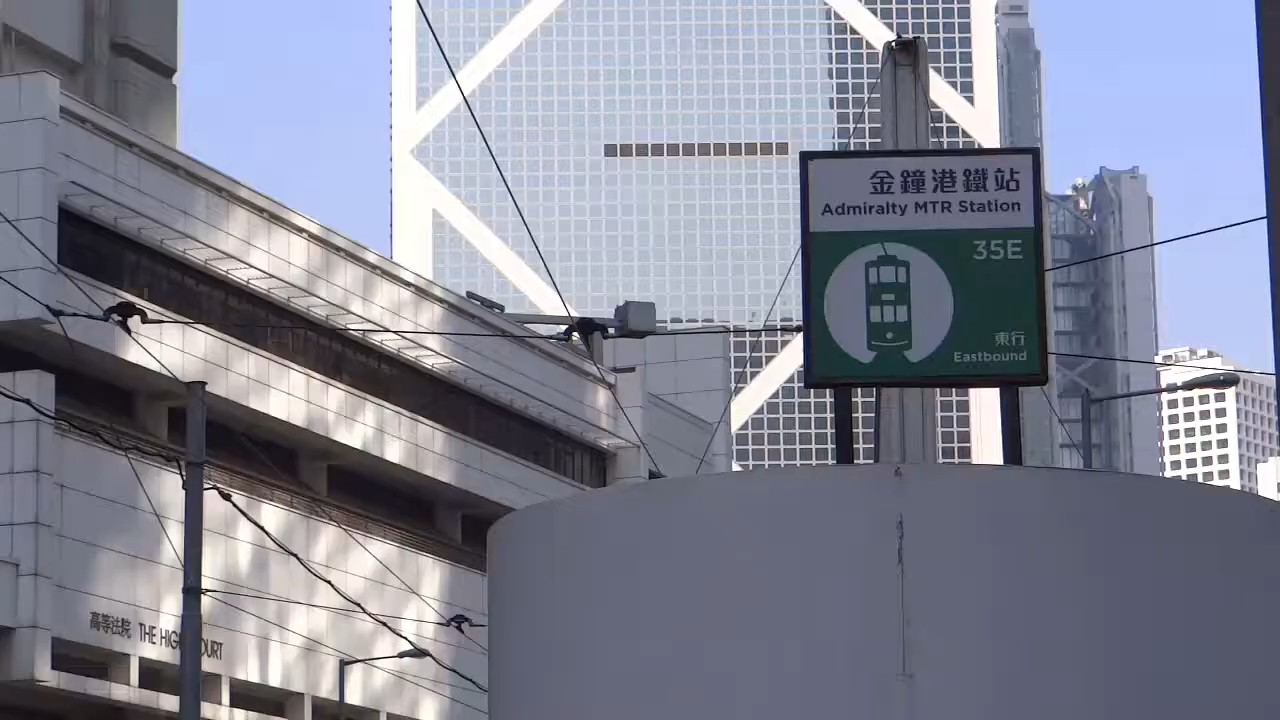 金鐘港鐵站
Admiralty MTR Station
35E
東行
Eastbound
高等法院 THE HIGH COURT